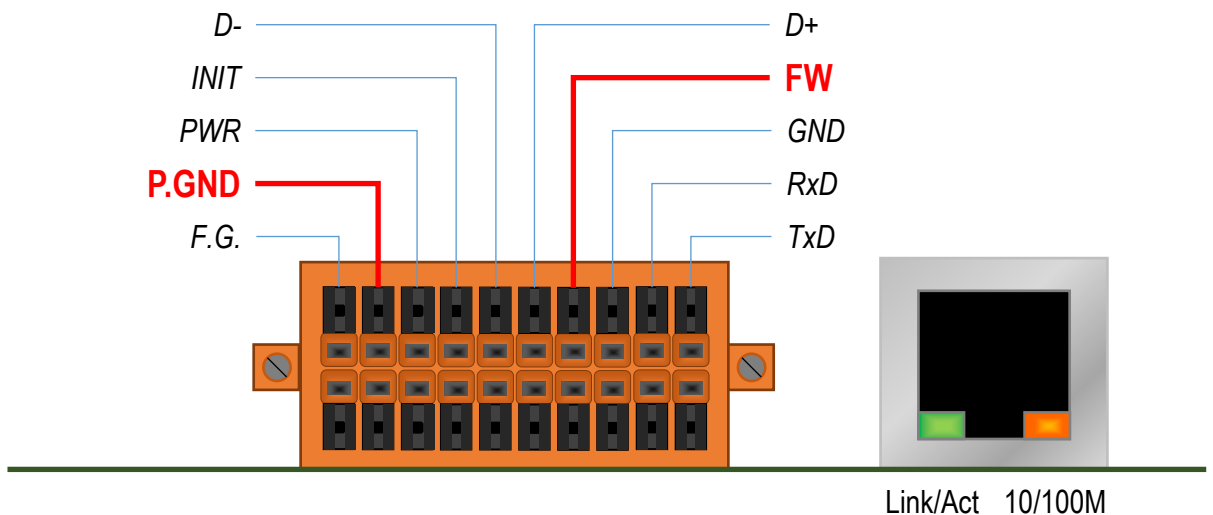 D-
INIT
PWR
P.GND
F.G.
D+
FW
GND
RxD
TxD
Link/Act 10/100M